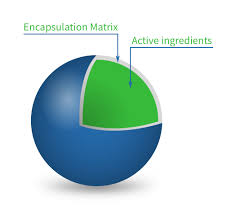 Encapsulation Matrix
Active ingredients